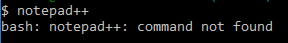 $ notepad++
bash: notepad++: command not found